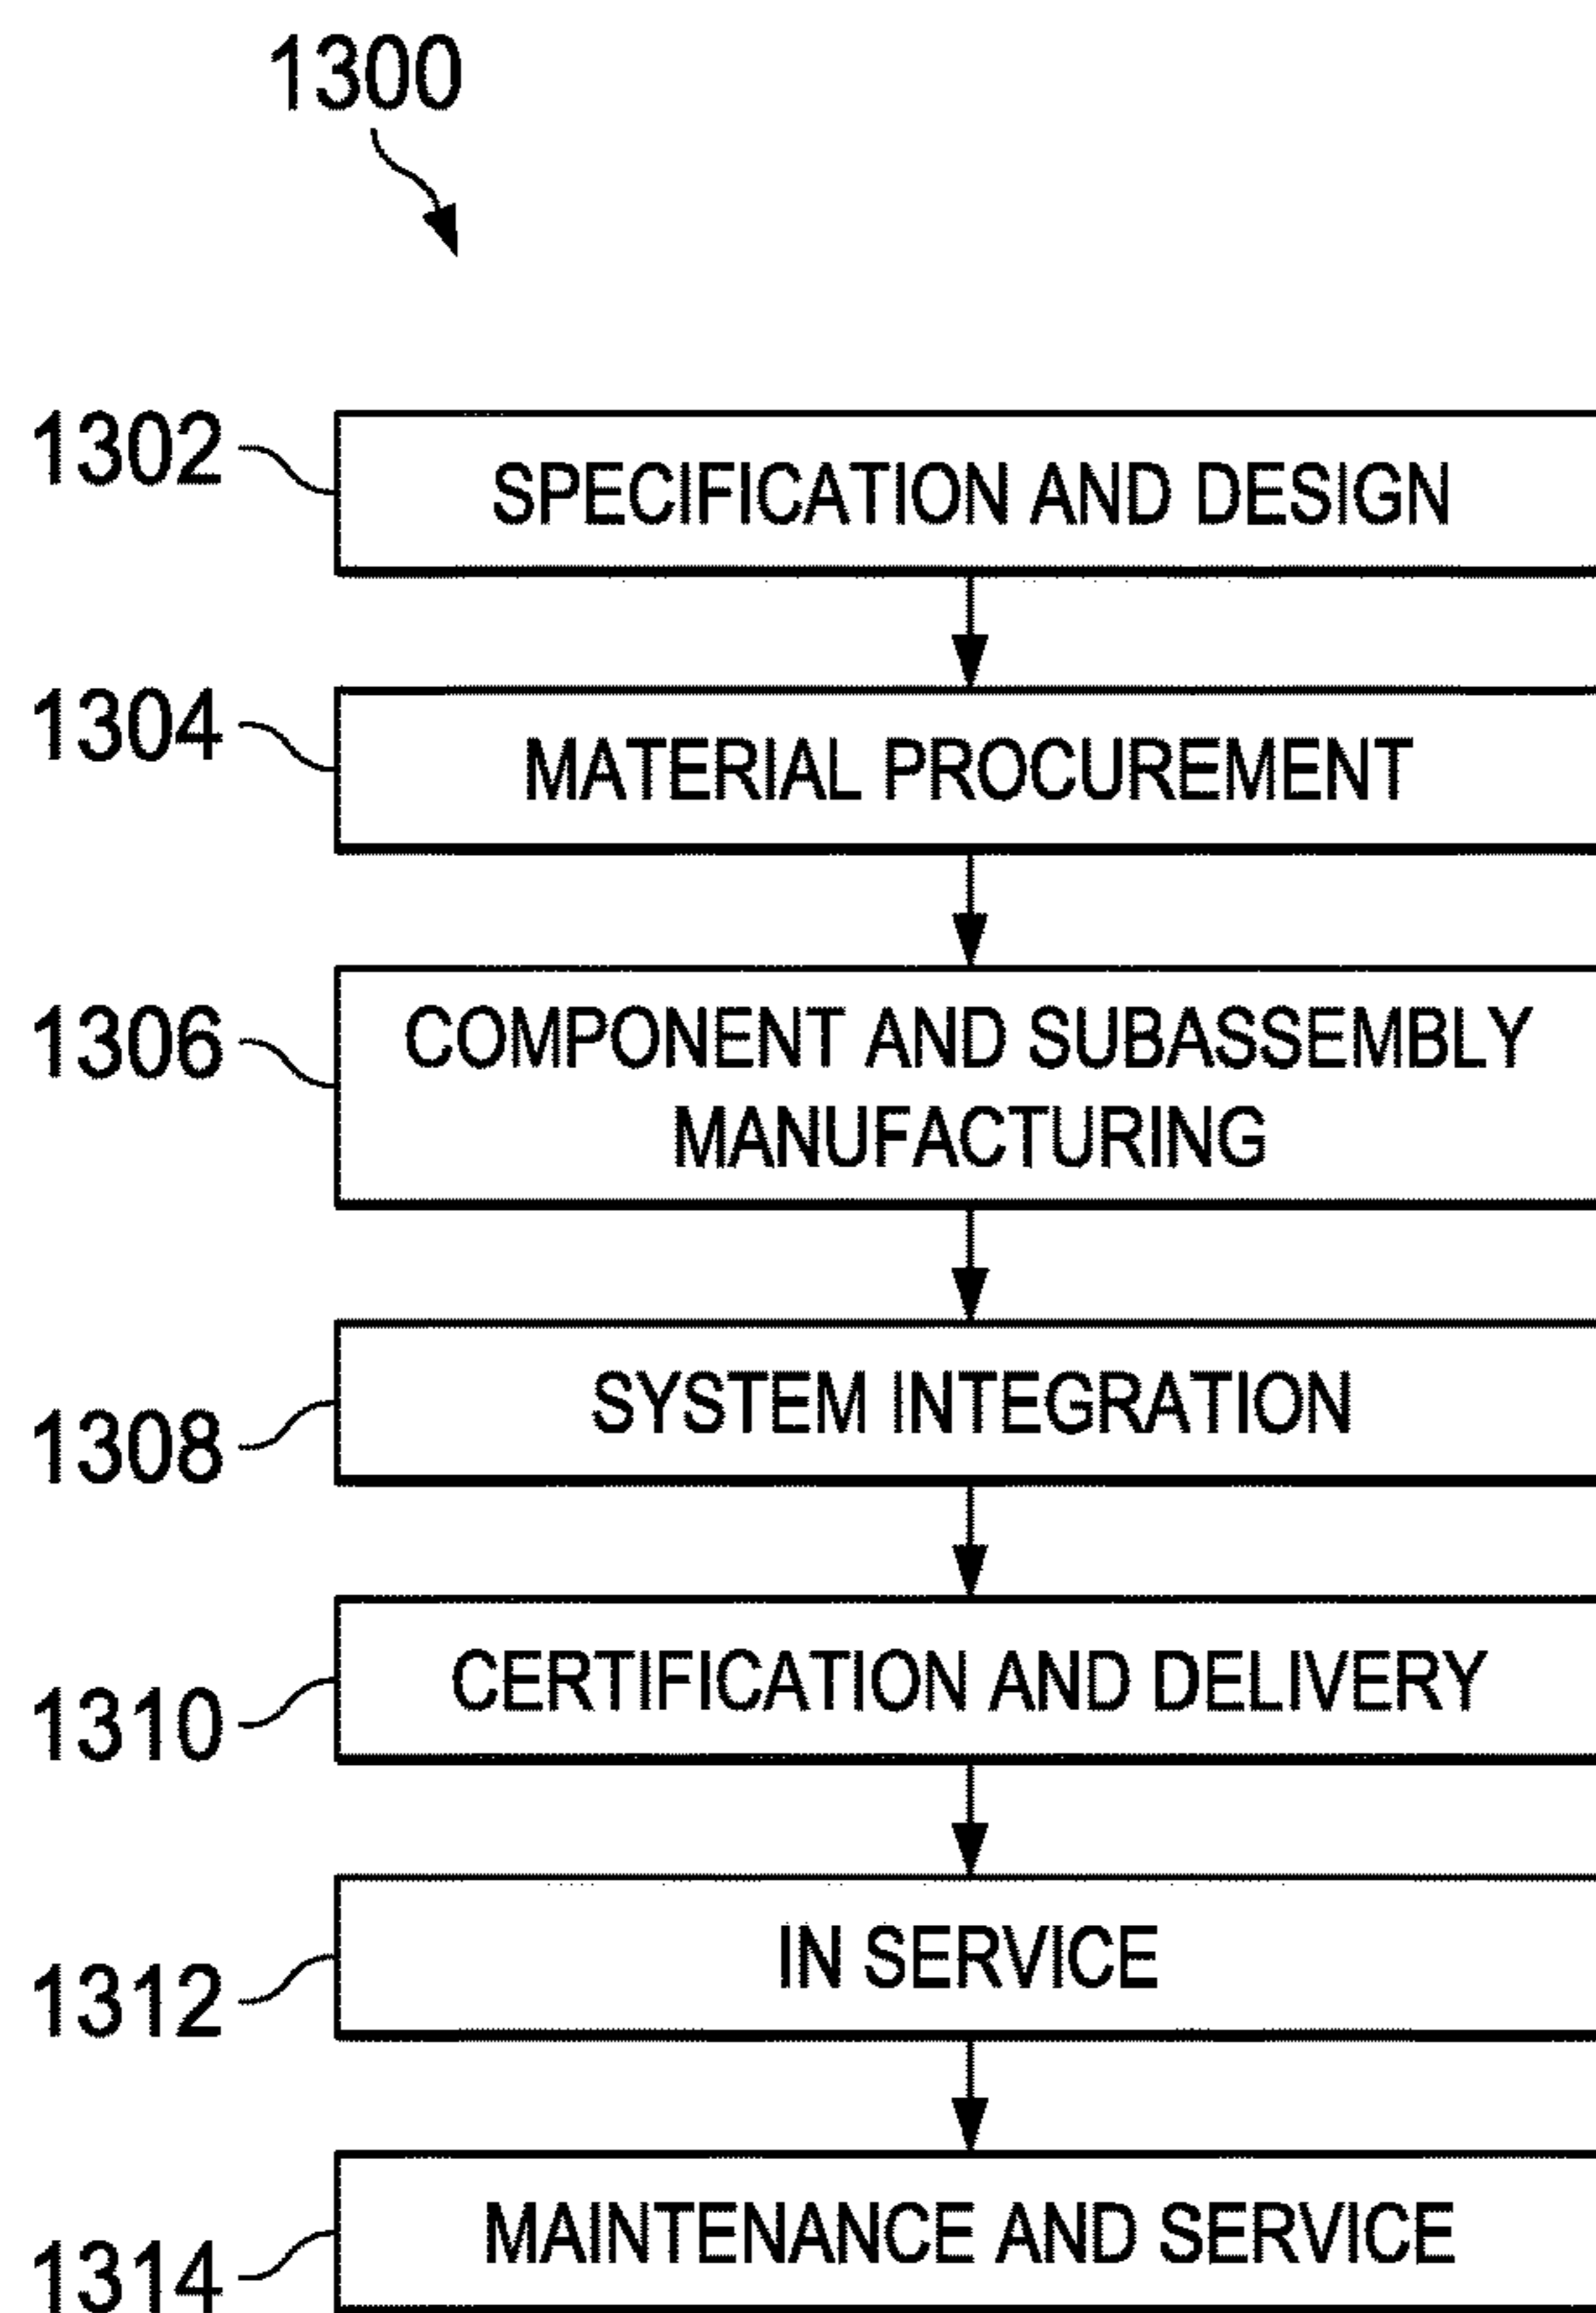 1300
1302
SPECIFICATION AND DESIGN
1304
MATERIAL PROCUREMENT
1306
COMPONENT AND SUBASSEMBLY
MANUFACTURING
1308
SYSTEM INTEGRATION
1310
CERTIFICATION AND DELIVERY
1312
IN SERVICE
1314
MAINTENANCE AND SERVICE